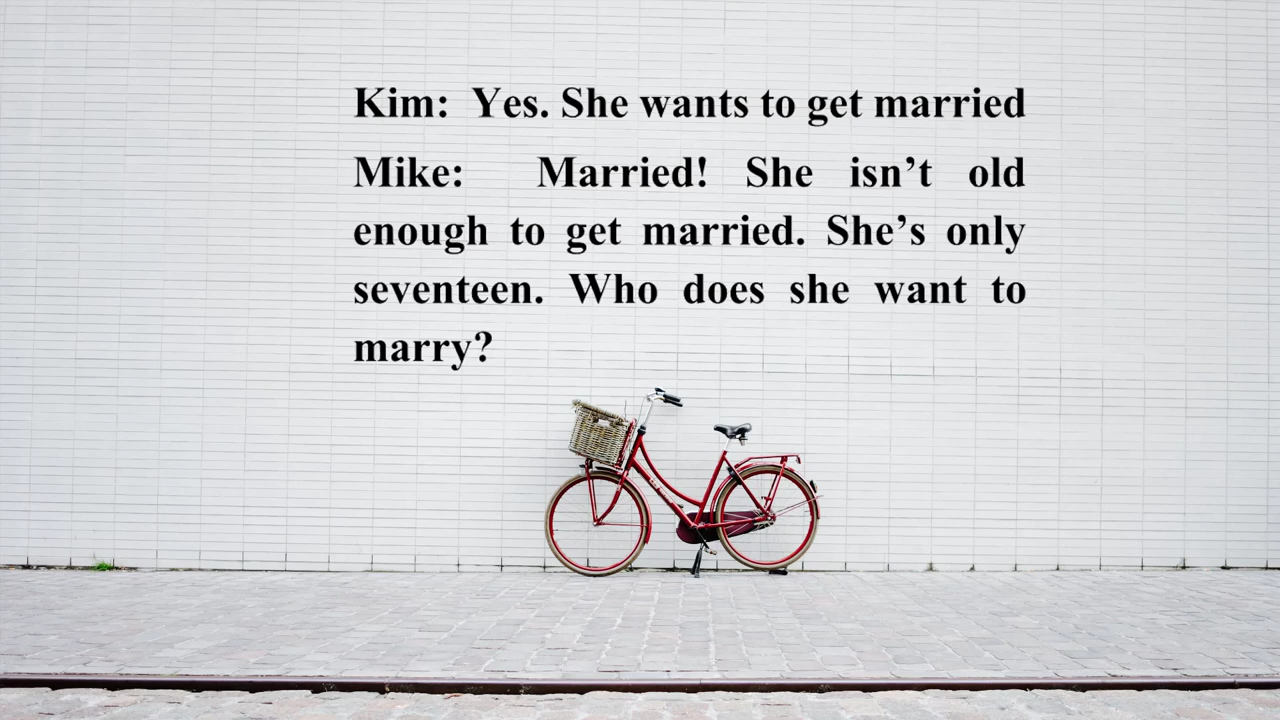 Kim: Yes. She wants to get married
Mike: Married! She isn’t old
enough to get married. She’s only
seventeen. Who does she want to
marry?